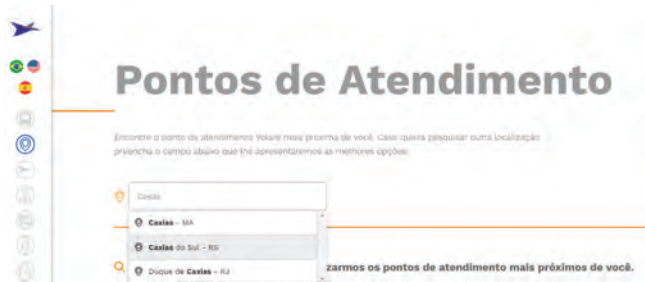 Pontos de Atendimento
Encontre o ponto de atendimento Volare mais próximo de você. Caso queira pesquisar outra localização
preencha o campo abaixo que lhe apresentaremos as melhores opções:
Caxias
Caxias - MA
Caxias do Sul - RS
Duque de Caxias - RJ
zarmos os pontos de atendimento mais próximos de você.